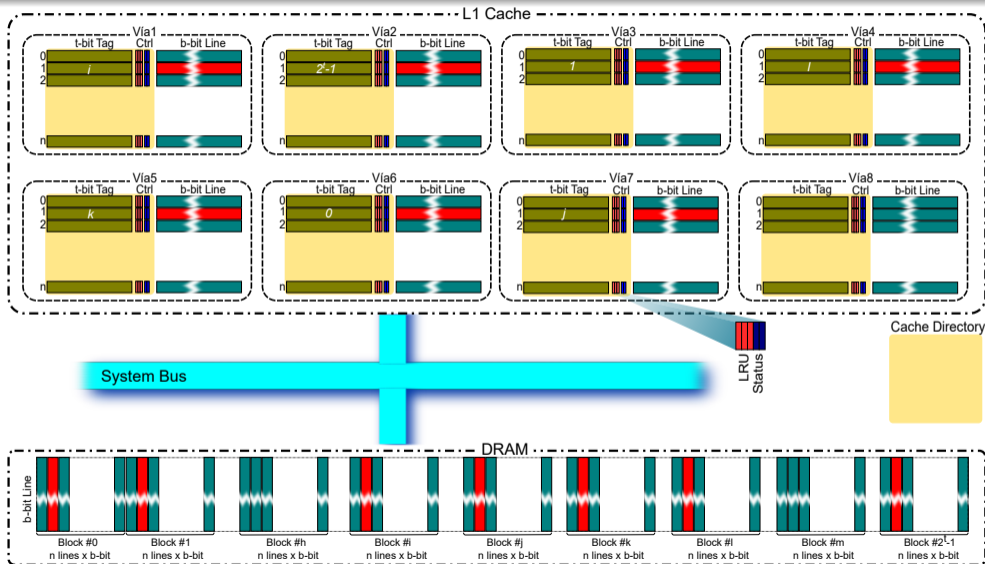 L1 Cache
Vía1
t-bit Tag Ctrl b-bit Line
0
1 i
2
n
Vía2
t-bit Tag Ctrl b-bit Line
0
1 2^t-1
2
n
Vía3
t-bit Tag Ctrl b-bit Line
0
1 1
2
n
Vía4
t-bit Tag Ctrl b-bit Line
0
1 l
2
n
Vía5
t-bit Tag Ctrl b-bit Line
0
1 k
2
n
Vía6
t-bit Tag Ctrl b-bit Line
0
1 0
2
n
Vía7
t-bit Tag Ctrl b-bit Line
0
1 j
2
n
Vía8
t-bit Tag Ctrl b-bit Line
0
1
2
n
LRU
Status
Cache Directory
System Bus
DRAM
b-bit Line
Block #0
n lines x b-bit
Block #1
n lines x b-bit
Block #h
n lines x b-bit
Block #i
n lines x b-bit
Block #j
n lines x b-bit
Block #k
n lines x b-bit
Block #l
n lines x b-bit
Block #m
n lines x b-bit
Block #2^t-1
n lines x b-bit